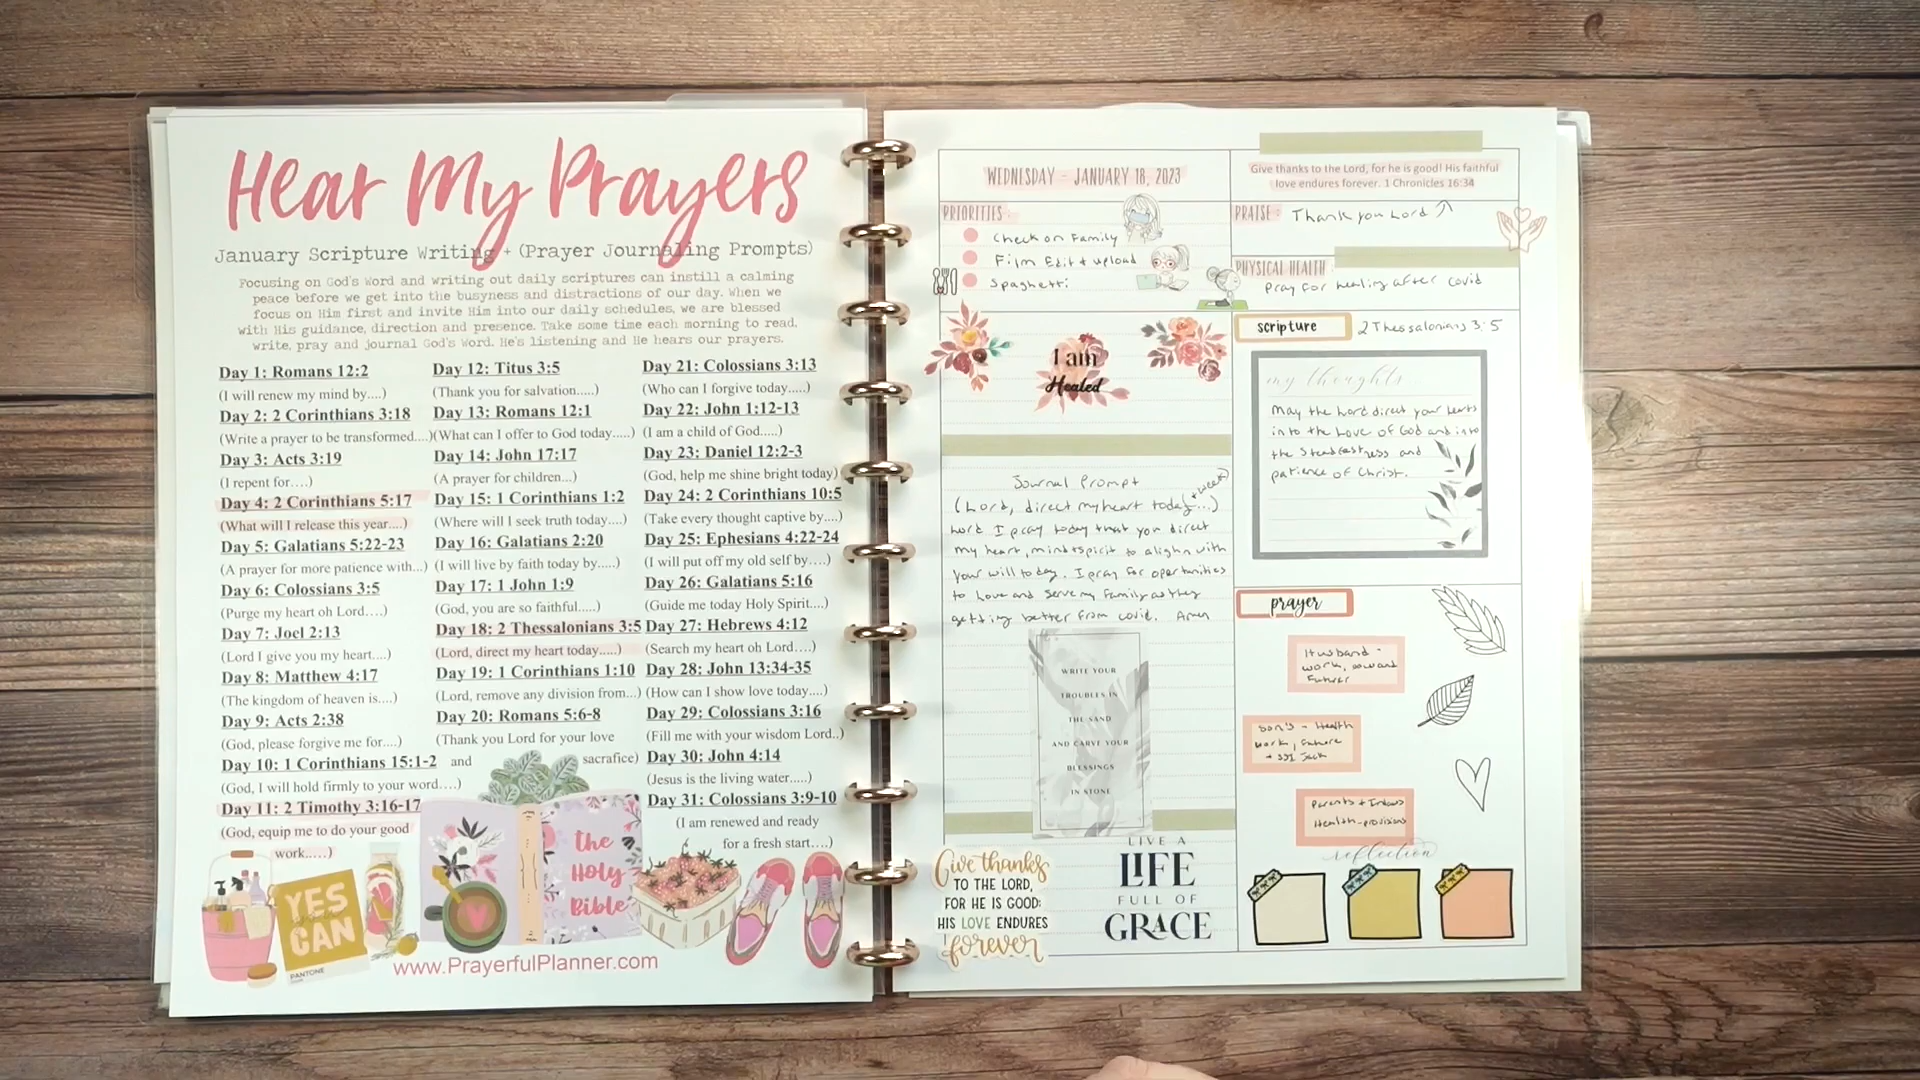 Hear My Prayers
January Scripture Writing + (Prayer Journaling Prompts)
Focusing on God's Word and writing out daily scriptures can instill a calming
peace before we get into the busyness and distractions of our day. When we
focus on Him first and invite Him into our daily schedules, we are blessed
with His guidance, direction and presence. Take some time each morning to read,
write, pray and journal God's Word. He's listening and He hears our prayers.
Day 1: Romans 12:2
(I will renew my mind by....)
Day 2: 2 Corinthians 3:18
(Write a prayer to be transformed....)
Day 3: Acts 3:19
(I repent for....)
Day 4: 2 Corinthians 5:17
(What will I release this year....)
Day 5: Galatians 5:22-23
(A prayer for more patience with...)
Day 6: Colossians 3:5
(Purge my heart oh Lord....)
Day 7: Joel 2:13
(Lord I give you my heart....)
Day 8: Matthew 4:17
(The kingdom of heaven is....)
Day 9: Acts 2:38
(God, please forgive me for....)
Day 10: 1 Corinthians 15:1-2
(God, I will hold firmly to your word....)
Day 11: 2 Timothy 3:16-17
(God, equip me to do your good
work.....)
Day 12: Titus 3:5
(Thank you for salvation.....)
Day 13: Romans 12:1
(What can I offer to God today.....)
Day 14: John 17:17
(A prayer for children...)
Day 15: 1 Corinthians 1:2
(Where will I seek truth today....)
Day 16: Galatians 2:20
(I will live by faith today by.....)
Day 17: 1 John 1:9
(God, you are so faithful.....)
Day 18: 2 Thessalonians 3:5
(Lord, direct my heart today.....)
Day 19: 1 Corinthians 1:10
(Lord, remove any division from...)
Day 20: Romans 5:6-8
(Thank you Lord for your love
and sacrifice)
Day 21: Colossians 3:13
(Who can I forgive today.....)
Day 22: John 1:12-13
(I am a child of God.....)
Day 23: Daniel 12:2-3
(God, help me shine bright today)
Day 24: 2 Corinthians 10:5
(Take every thought captive by....)
Day 25: Ephesians 4:22-24
(I will put off my old self by....)
Day 26: Galatians 5:16
(Guide me today Holy Spirit....)
Day 27: Hebrews 4:12
(Search my heart oh Lord....)
Day 28: John 13:34-35
(How can I show love today....)
Day 29: Colossians 3:16
(Fill me with your wisdom Lord..)
Day 30: John 4:14
(Jesus is the living water.....)
Day 31: Colossians 3:9-10
(I am renewed and ready
for a fresh start....)
YES
CAN
PANTONE
the
Holy
Bible
www.PrayerfulPlanner.com
WEDNESDAY - JANUARY 18, 2023
PRIORITIES:
Check on Family
Film Edit + upload
Spaghetti
I am
Healed
Journal Prompt
(Lord, direct my heart today + week...)
Lord I pray today that you direct
my heart, mind + spirit to alighn with
your will today. I pray for oportunities
to Love and Serve my family as they
getting better from covid. Amen
WRITE YOUR
TROUBLES IN
THE SAND
AND CARVE YOUR
BLESSINGS
IN STONE
Give thanks
TO THE LORD,
FOR HE IS GOOD:
HIS LOVE ENDURES
forever
LIVE A
LIFE
FULL OF
GRACE
Give thanks to the Lord, for he is good! His faithful
love endures forever. 1 Chronicles 16:34
PRAISE: Thank you Lord
PHYSICAL HEALTH:
Pray for healing after covid
scripture 2 Thessalonians 3:5
my thoughts
May the Lord direct your hearts
into the Love of God and into
the Steadfastness and
patience of Christ.
prayer
Husband -
work,
Future
Son's - Health
work, Future
+ SSI
Parents + Inlaws
Health - provisions
reflection